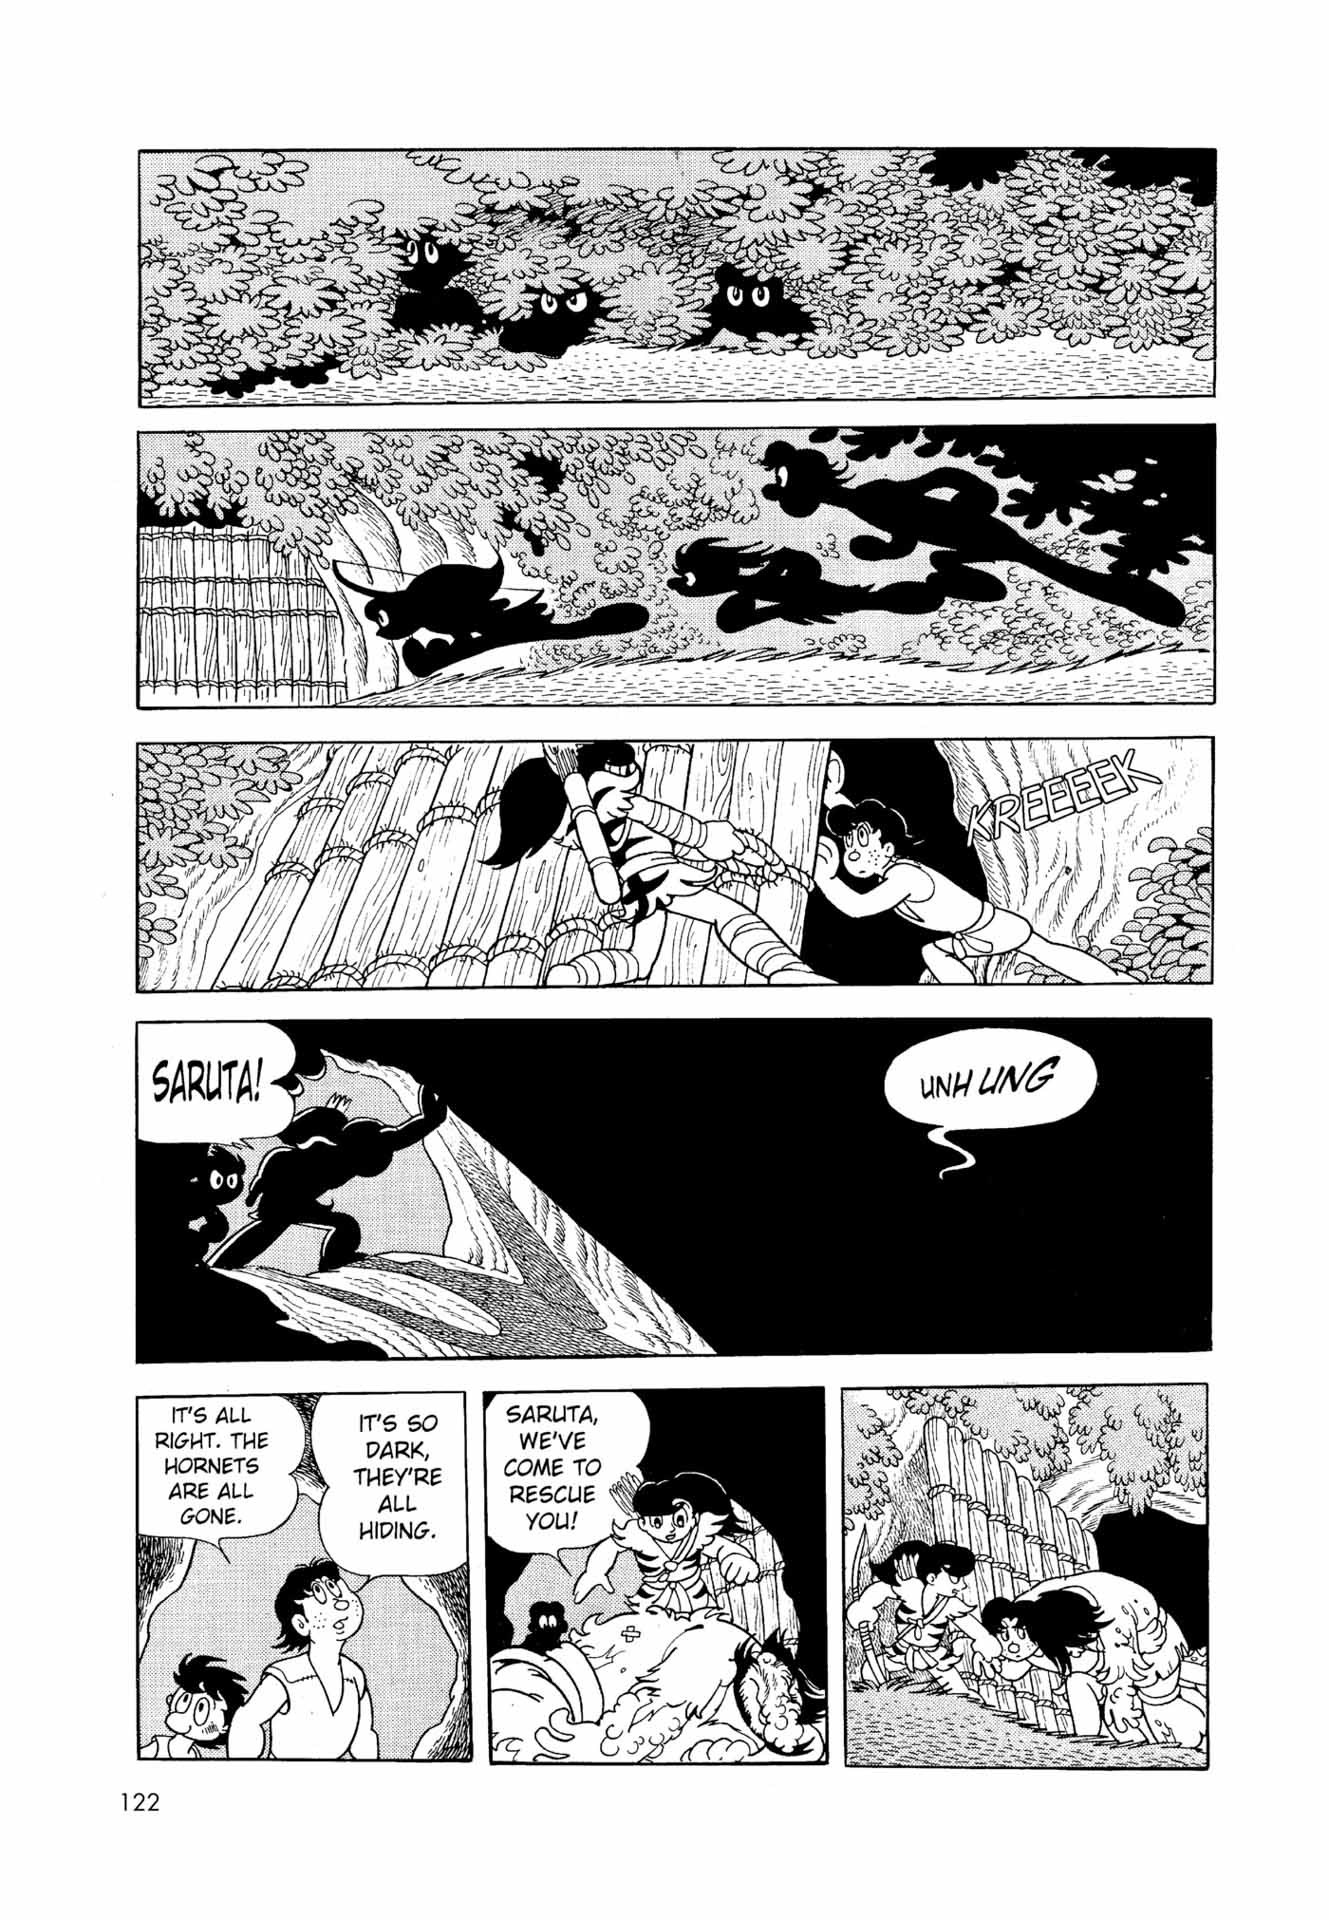 KREEEEEK
SARUTA!
UNH UNG
IT'S ALL
RIGHT. THE
HORNETS
ARE ALL
GONE.
IT'S SO
DARK,
THEY'RE
ALL
HIDING.
SARUTA,
WE'VE
COME TO
RESCUE
YOU!
122